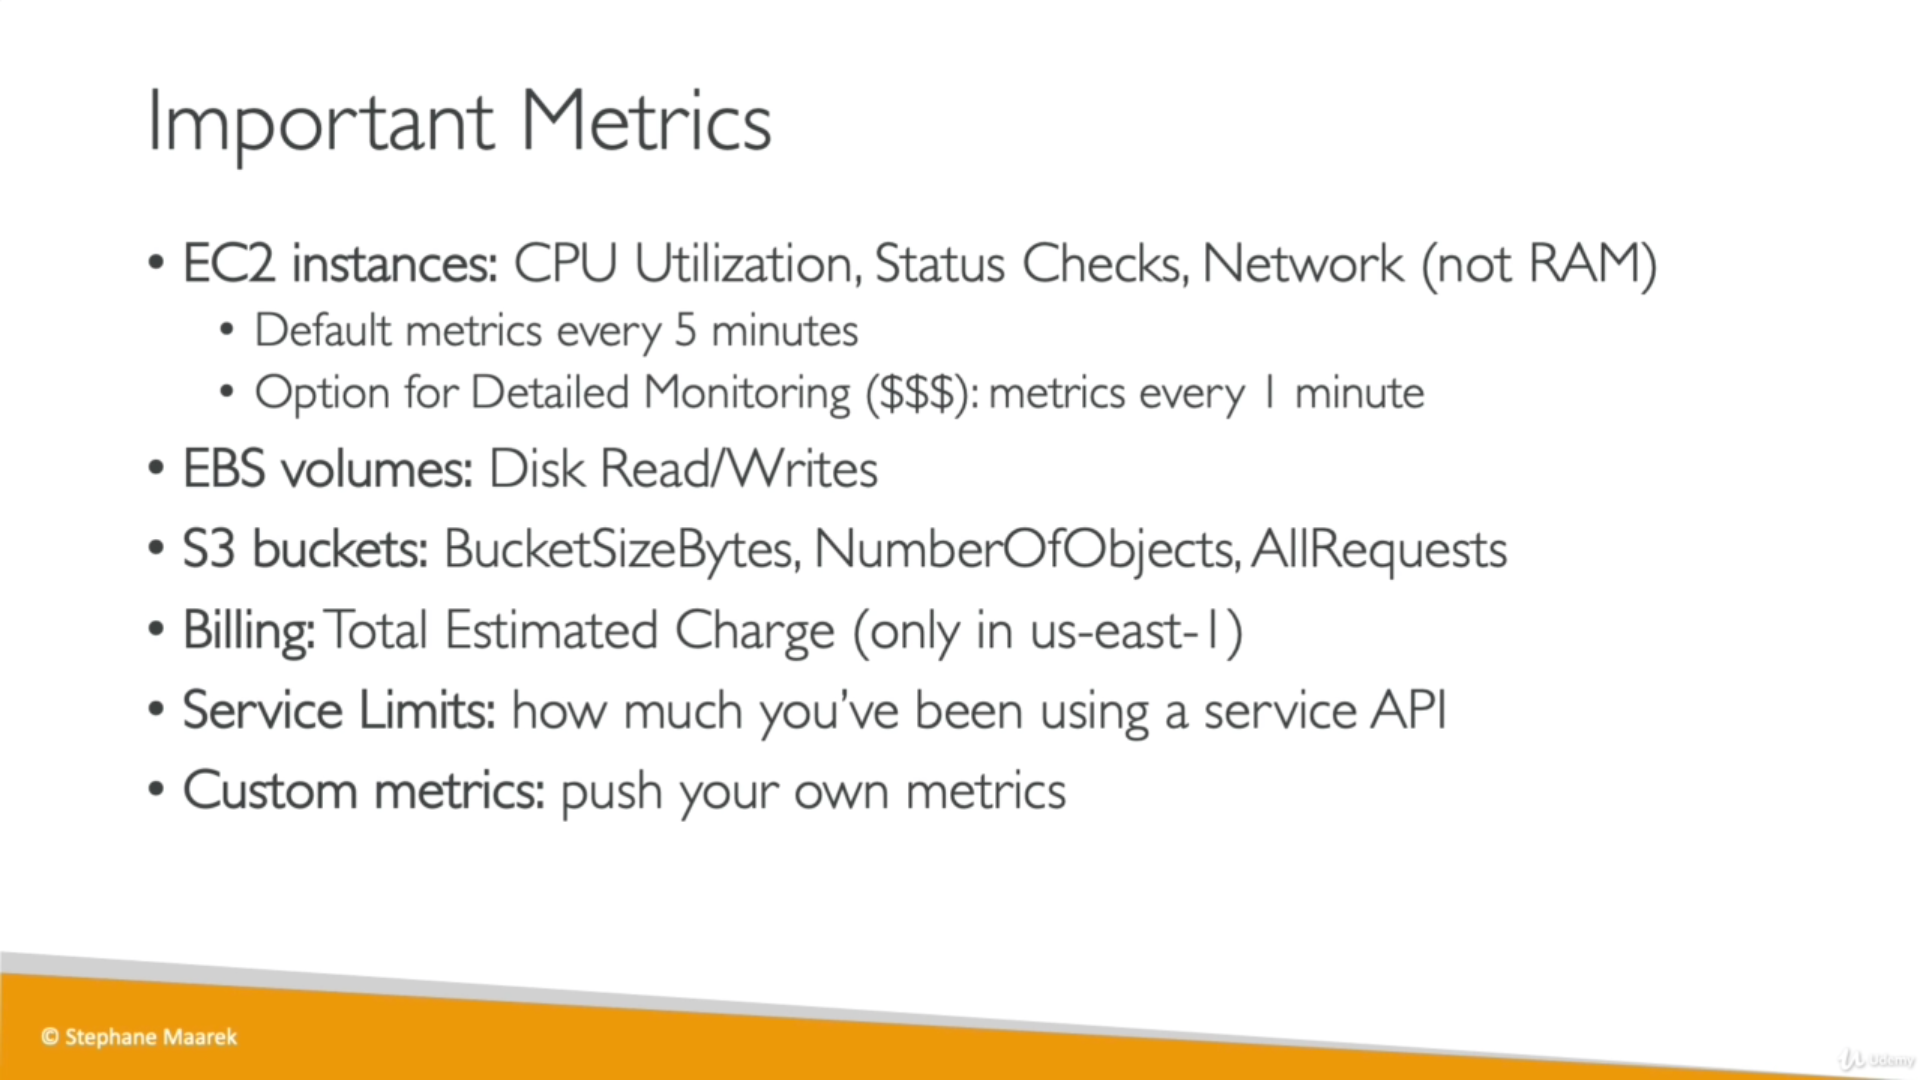 Important Metrics
• EC2 instances: CPU Utilization, Status Checks, Network (not RAM)
• Default metrics every 5 minutes
• Option for Detailed Monitoring ($$$): metrics every 1 minute
• EBS volumes: Disk Read/Writes
• S3 buckets: BucketSizeBytes, NumberOfObjects, AllRequests
• Billing: Total Estimated Charge (only in us-east-1)
• Service Limits: how much you’ve been using a service API
• Custom metrics: push your own metrics
© Stephane Maarek
Udemy